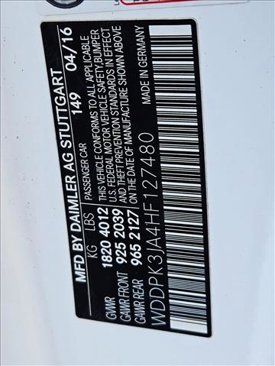 MFD BY DAIMLER AG STUTTGART
PASSENGER CAR 149 04/16
KG LBS
GVWR 1820 4012
GAWR FRONT 925 2039
GAWR REAR 965 2127
THIS VEHICLE CONFORMS TO ALL APPLICABLE
U.S. FEDERAL MOTOR VEHICLE SAFETY, BUMPER
AND THEFT PREVENTION STANDARDS IN EFFECT
ON THE DATE OF MANUFACTURE SHOWN ABOVE
MADE IN GERMANY
WDDPK3JA4HF127480